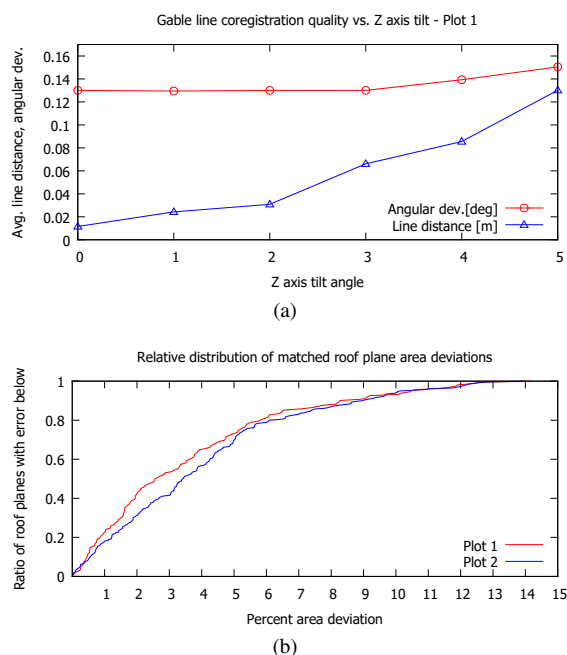 Gable line coregistration quality vs. Z axis tilt - Plot 1
Avg. line distance, angular dev.
0.16
0.14
0.12
0.1
0.08
0.06
0.04
0.02
0
Angular dev.[deg]
Line distance [m]
0 1 2 3 4 5
Z axis tilt angle
(a)
Relative distribution of matched roof plane area deviations
Ratio of roof planes with error below
1
0.8
0.6
0.4
0.2
0
Plot 1
Plot 2
1 2 3 4 5 6 7 8 9 10 11 12 13 14 15
Percent area deviation
(b)